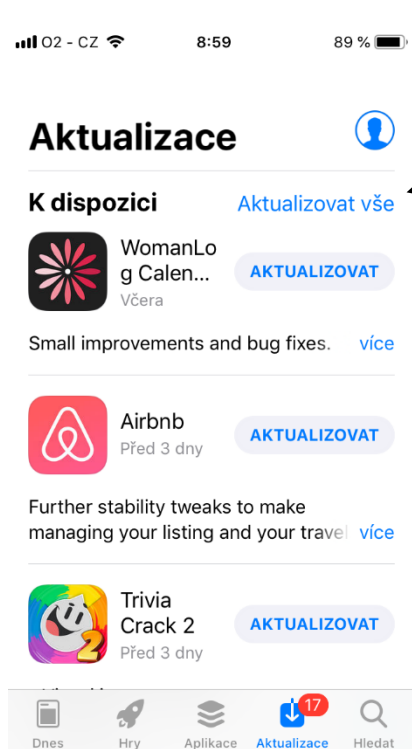 O2 - CZ 8:59 89 %
Aktualizace
K dispozici Aktualizovat vše
WomanLo
g Calen...
AKTUALIZOVAT
Včera
Small improvements and bug fixes. více
Airbnb
AKTUALIZOVAT
Před 3 dny
Further stability tweaks to make
managing your listing and your travel více
Trivia
Crack 2
AKTUALIZOVAT
Před 3 dny
2
17
Dnes Hry Aplikace Aktualizace Hledat